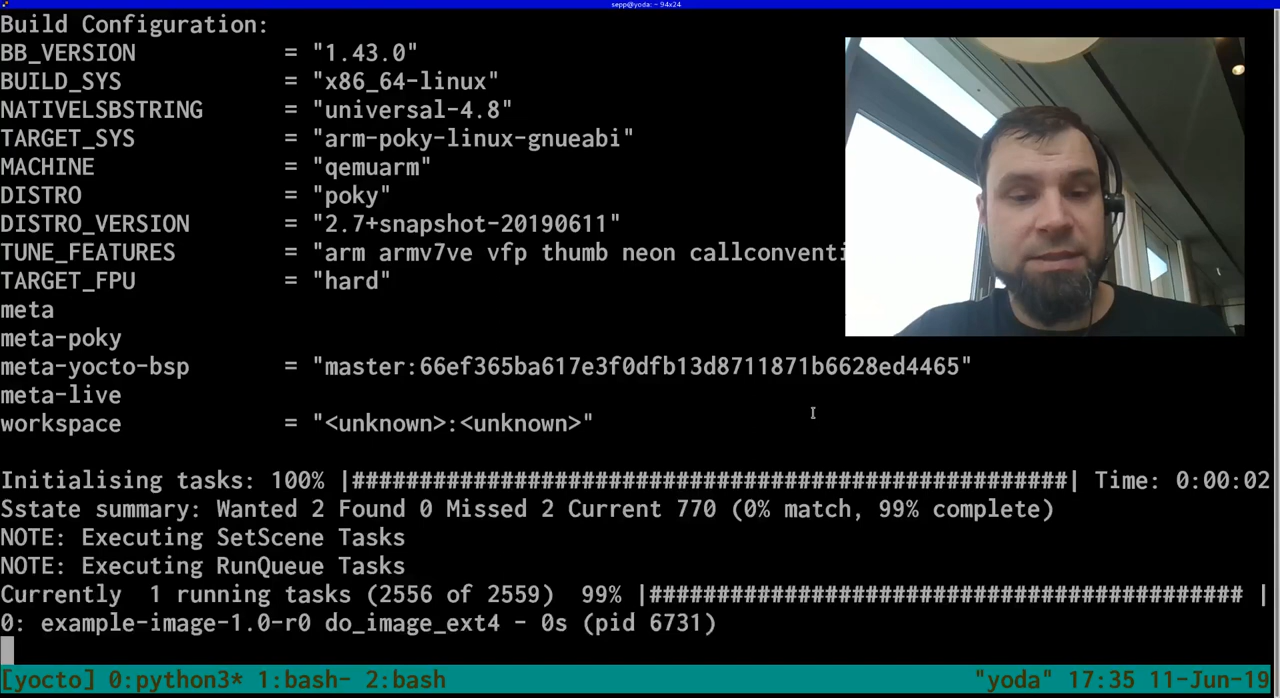 sepp@yoda: ~ 94x24
Build Configuration:
BB_VERSION           = "1.43.0"
BUILD_SYS            = "x86_64-linux"
NATIVELSBSTRING      = "universal-4.8"
TARGET_SYS           = "arm-poky-linux-gnueabi"
MACHINE              = "qemuarm"
DISTRO               = "poky"
DISTRO_VERSION       = "2.7+snapshot-20190611"
TUNE_FEATURES        = "arm armv7ve vfp thumb neon callconventi
TARGET_FPU           = "hard"
meta
meta-poky
meta-yocto-bsp       = "master:66ef365ba617e3f0dfb13d8711871b6628ed4465"
meta-live
workspace            = "<unknown>:<unknown>"
Initialising tasks: 100% |#####################################################| Time: 0:00:02
Sstate summary: Wanted 2 Found 0 Missed 2 Current 770 (0% match, 99% complete)
NOTE: Executing SetScene Tasks
NOTE: Executing RunQueue Tasks
Currently  1 running tasks (2556 of 2559)  99% |############################################ |
0: example-image-1.0-r0 do_image_ext4 - 0s (pid 6731)
[yocto] 0:python3* 1:bash- 2:bash "yoda" 17:35 11-Jun-19